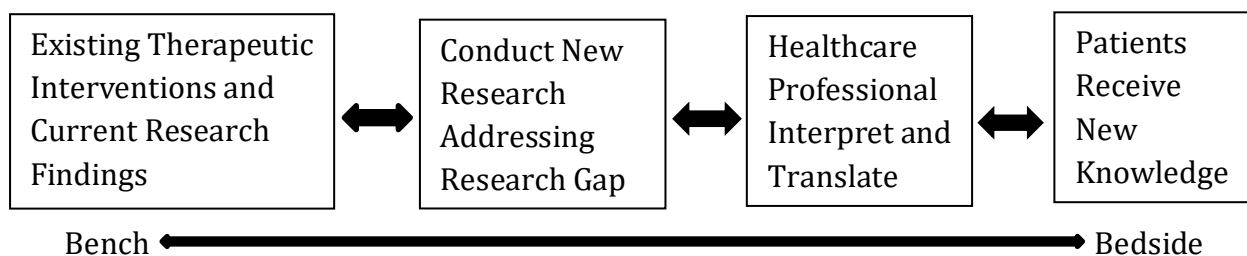 Existing Therapeutic
Interventions and
Current Research
Findings
Conduct New
Research
Addressing
Research Gap
Healthcare
Professional
Interpret and
Translate
Patients
Receive
New
Knowledge
Bench
Bedside